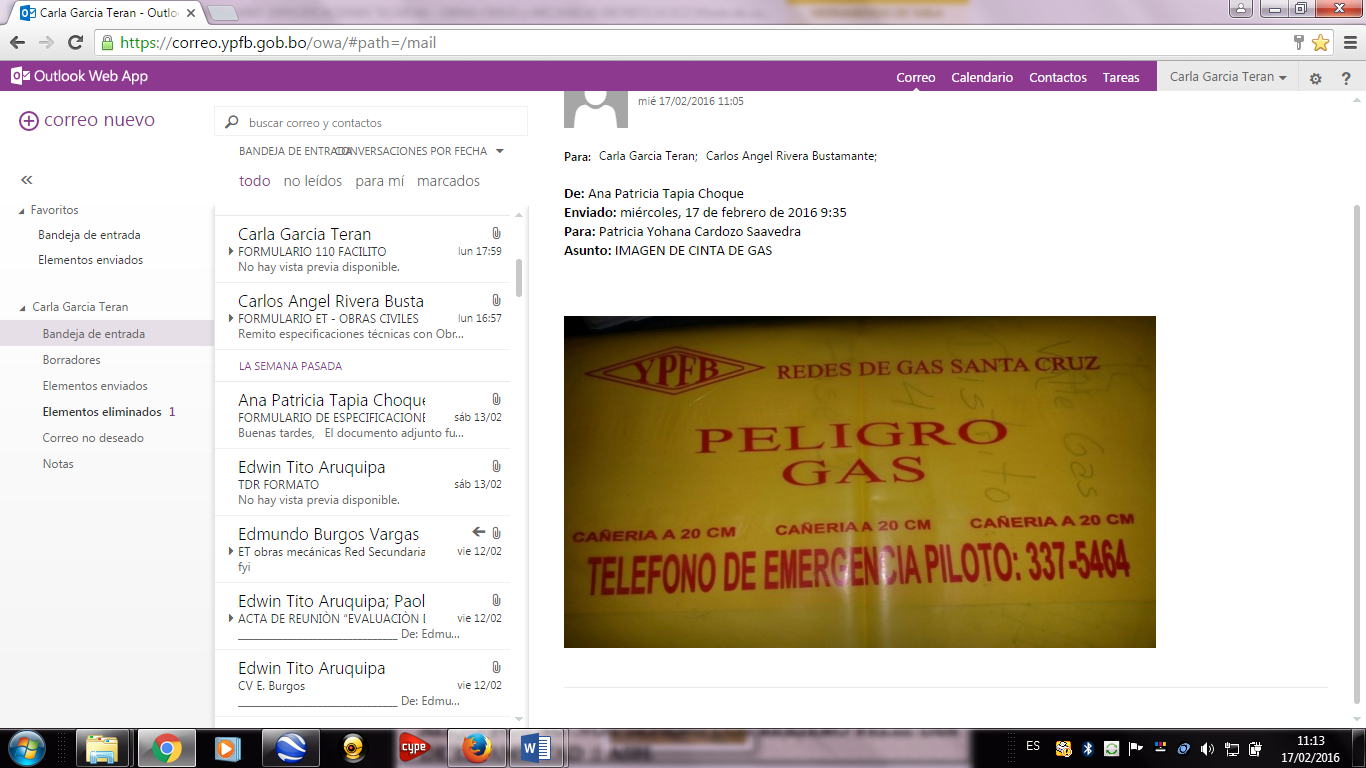 Carla Garcia Teran - Outlo
https://correo.ypfb.gob.bo/owa/#path=/mail
Outlook Web App
Correo Calendario Contactos Tareas Carla Garcia Teran
correo nuevo
buscar correo y contactos
BANDEJA DE ENTRADA CONVERSACIONES POR FECHA
todo no leídos para mí marcados
Favoritos
Bandeja de entrada
Elementos enviados
Carla Garcia Teran
Bandeja de entrada
Borradores
Elementos enviados
Elementos eliminados 1
Correo no deseado
Notas
Carla Garcia Teran
FORMULARIO 110 FACILITO lun 17:59
No hay vista previa disponible.
Carlos Angel Rivera Busta
FORMULARIO ET - OBRAS CIVILES lun 16:57
Remito especificaciones técnicas con Obr...
LA SEMANA PASADA
Ana Patricia Tapia Choque
FORMULARIO DE ESPECIFICACIONE sáb 13/02
Buenas tardes, El documento adjunto fu...
Edwin Tito Aruquipa
TDR FORMATO sáb 13/02
No hay vista previa disponible.
Edmundo Burgos Vargas
ET obras mecánicas Red Secundaria vie 12/02
fyi
Edwin Tito Aruquipa; Paol
ACTA DE REUNIÒN "EVALUACIÒN I vie 12/02
De: Edmu...
Edwin Tito Aruquipa
CV E. Burgos vie 12/02
De: Edmu...
mié 17/02/2016 11:05
Para: Carla Garcia Teran; Carlos Angel Rivera Bustamante;
De: Ana Patricia Tapia Choque
Enviado: miércoles, 17 de febrero de 2016 9:35
Para: Patricia Yohana Cardozo Saavedra
Asunto: IMAGEN DE CINTA DE GAS
YPFB REDES DE GAS SANTA CRUZ
PELIGRO
GAS
CAÑERIA A 20 CM CAÑERIA A 20 CM CAÑERIA A 20 CM
TELEFONO DE EMERGENCIA PILOTO: 337-5464
Gas
4
cype
ES
11:13
17/02/2016